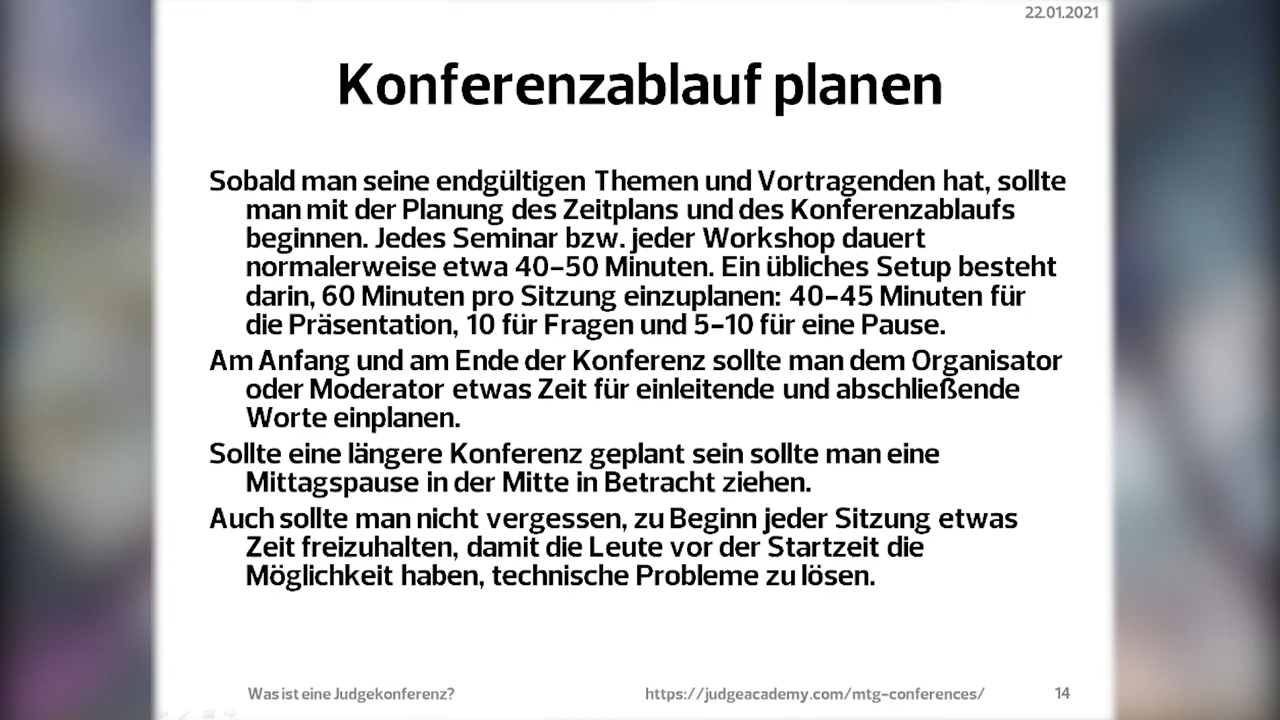 22.01.2021
Konferenzablauf planen
Sobald man seine endgültigen Themen und Vortragenden hat, sollte
man mit der Planung des Zeitplans und des Konferenzablaufs
beginnen. Jedes Seminar bzw. jeder Workshop dauert
normalerweise etwa 40–50 Minuten. Ein übliches Setup besteht
darin, 60 Minuten pro Sitzung einzuplanen: 40–45 Minuten für
die Präsentation, 10 für Fragen und 5–10 für eine Pause.
Am Anfang und am Ende der Konferenz sollte man dem Organisator
oder Moderator etwas Zeit für einleitende und abschließende
Worte einplanen.
Sollte eine längere Konferenz geplant sein sollte man eine
Mittagspause in der Mitte in Betracht ziehen.
Auch sollte man nicht vergessen, zu Beginn jeder Sitzung etwas
Zeit freizuhalten, damit die Leute vor der Startzeit die
Möglichkeit haben, technische Probleme zu lösen.
Was ist eine Judgekonferenz? https://judgeacademy.com/mtg-conferences/ 14